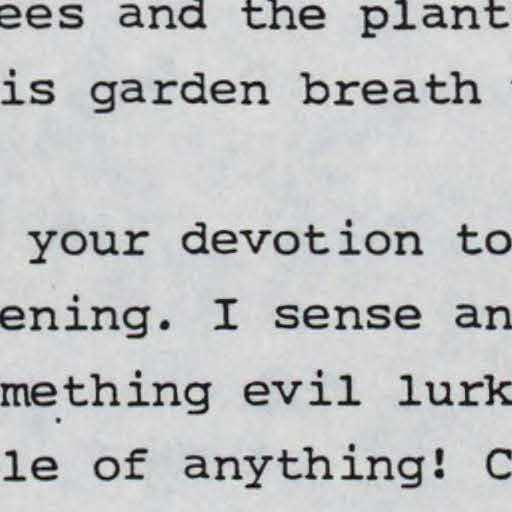 ees and the plant
is garden breath
your devotion to
ening. I sense an
mething evil lurk
le of anything! C